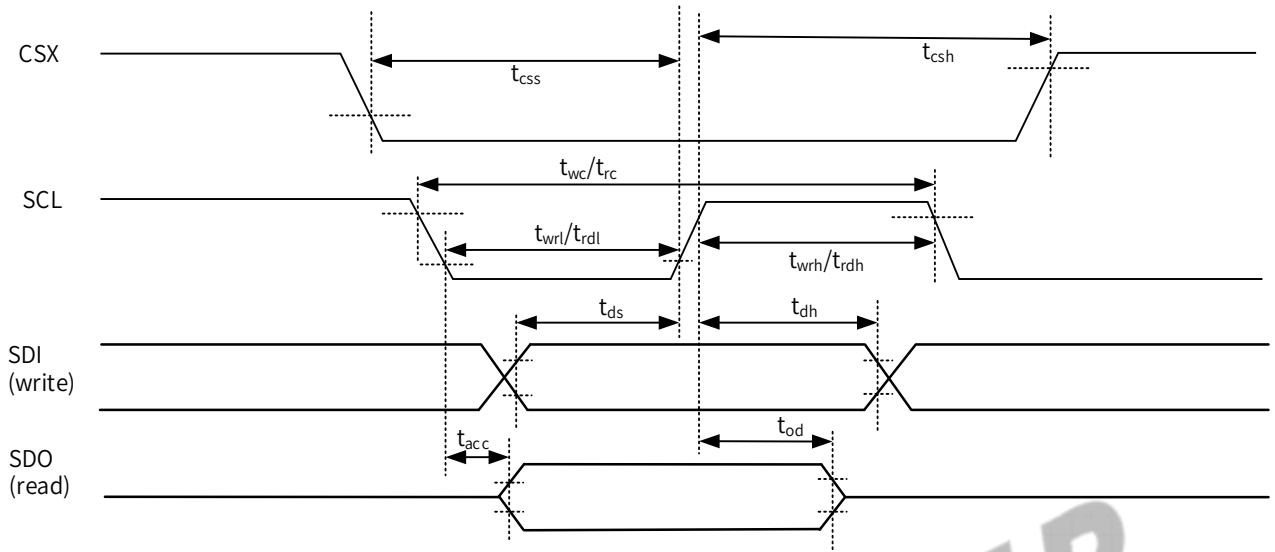 CSX
t_css
t_csh
t_wc/t_rc
SCL
t_wrl/t_rdl
t_wrh/t_rdh
t_ds
t_dh
SDI
(write)
t_acc
t_od
SDO
(read)